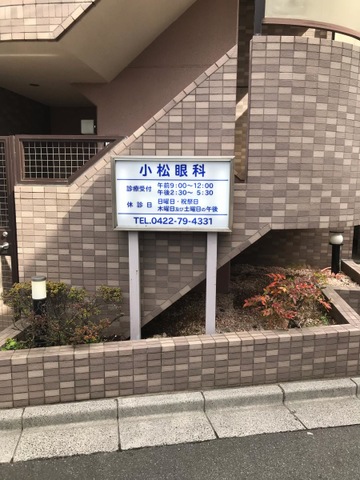 小松眼科
診療受付 午前9:00～12:00
午後2:30～ 5:30
休診日 日曜日・祝祭日
木曜日及び土曜日の午後
TEL.0422-79-4331